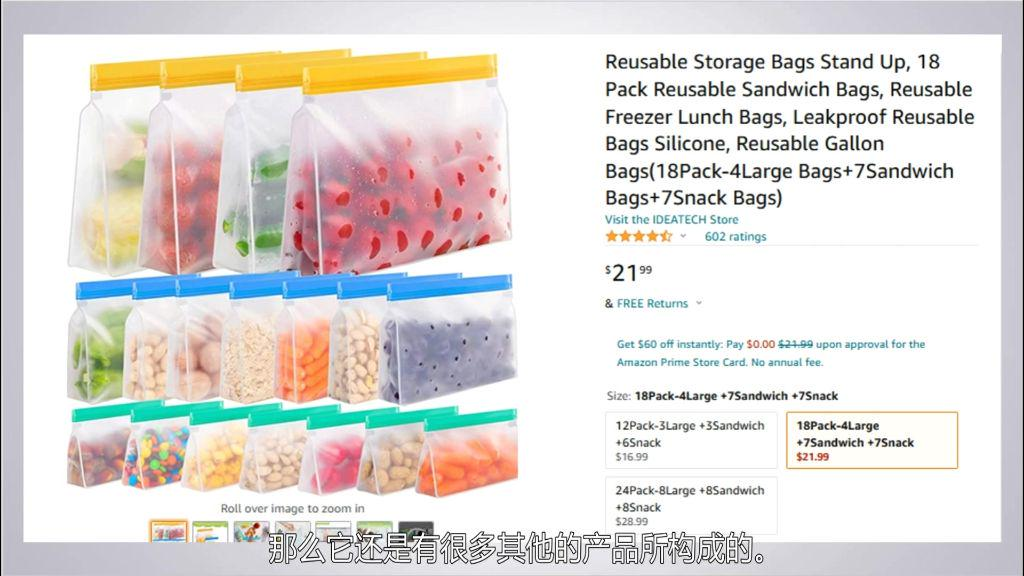 Reusable Storage Bags Stand Up, 18
Pack Reusable Sandwich Bags, Reusable
Freezer Lunch Bags, Leakproof Reusable
Bags Silicone, Reusable Gallon
Bags(18Pack-4Large Bags+7Sandwich
Bags+7Snack Bags)
Visit the IDEATECH Store
602 ratings
$21.99
& FREE Returns
Get $60 off instantly: Pay $0.00 $21.99 upon approval for the
Amazon Prime Store Card. No annual fee.
Size: 18Pack-4Large +7Sandwich +7Snack
12Pack-3Large +3Sandwich
+6Snack
$16.99
18Pack-4Large
+7Sandwich +7Snack
$21.99
24Pack-8Large +8Sandwich
+8Snack
$28.99
Roll over image to zoom in
那么它还是有很多其他的产品所构成的。